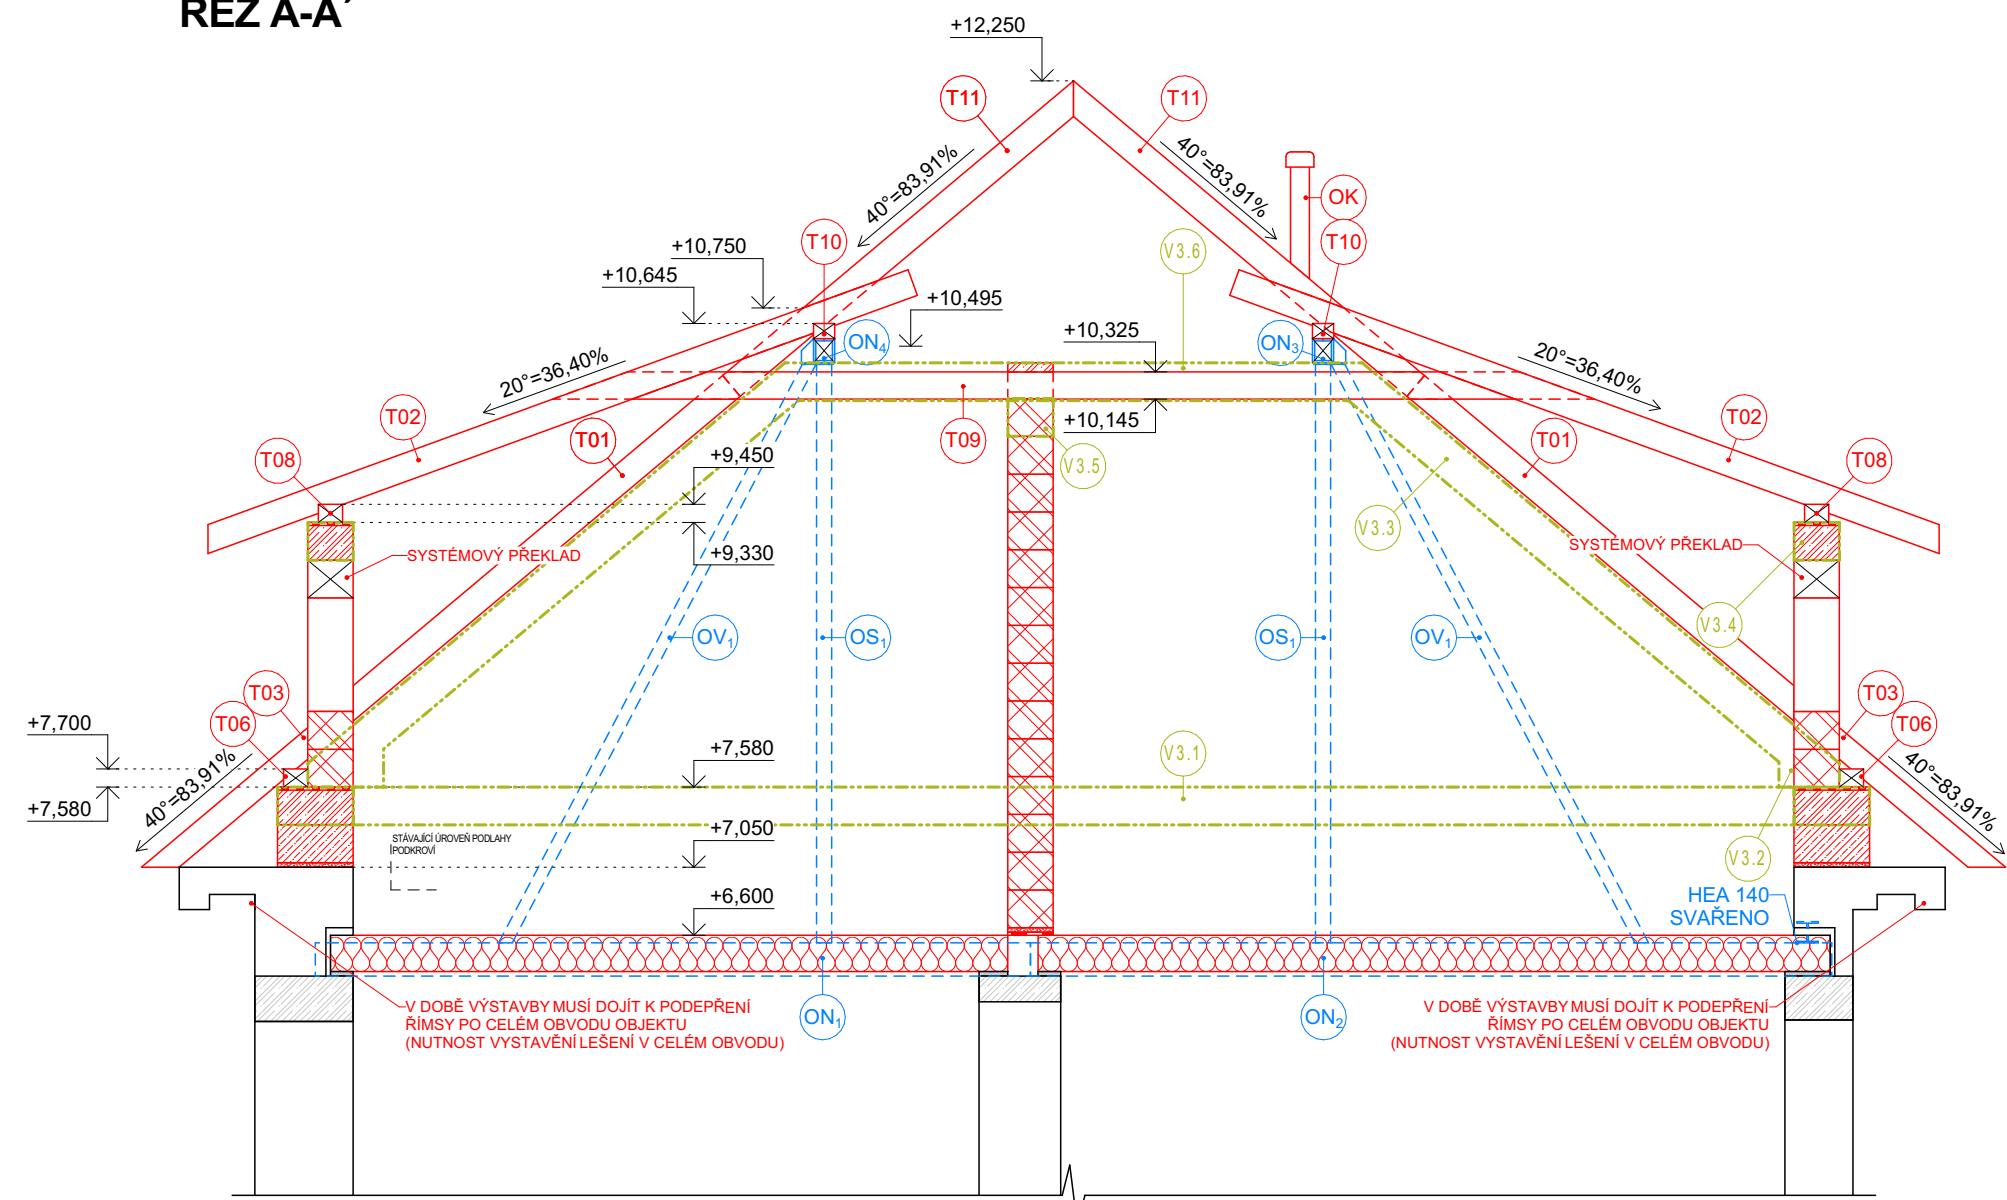 ŘEZ A-A'
+12,250
T11
T11
40°=83,91%
40°=83,91%
OK
T10
T10
V3.6
+10,750
+10,645
+10,495
ON4
ON3
+10,325
20°=36,40%
20°=36,40%
T02
T01
T09
+10,145
T01
T02
T08
+9,450
V3.5
T08
V3.3
SYSTÉMOVÝ PŘEKLAD
+9,330
SYSTÉMOVÝ PŘEKLAD
OV1
OS1
OS1
OV1
V3.4
T03
T06
T03
T06
+7,700
40°=83,91%
+7,580
V3.1
40°=83,91%
+7,580
STÁVAJÍCÍ ÚROVEŇ PODLAHY
PODKROVÍ
+7,050
V3.2
+6,600
HEA 140
SVAŘENO
V DOBĚ VÝSTAVBY MUSÍ DOJÍT K PODEPŘENÍ
ŘÍMSY PO CELÉM OBVODU OBJEKTU
(NUTNOST VYSTAVĚNÍ LEŠENÍ V CELÉM OBVODU)
ON1
ON2
V DOBĚ VÝSTAVBY MUSÍ DOJÍT K PODEPŘENÍ
ŘÍMSY PO CELÉM OBVODU OBJEKTU
(NUTNOST VYSTAVĚNÍ LEŠENÍ V CELÉM OBVODU)